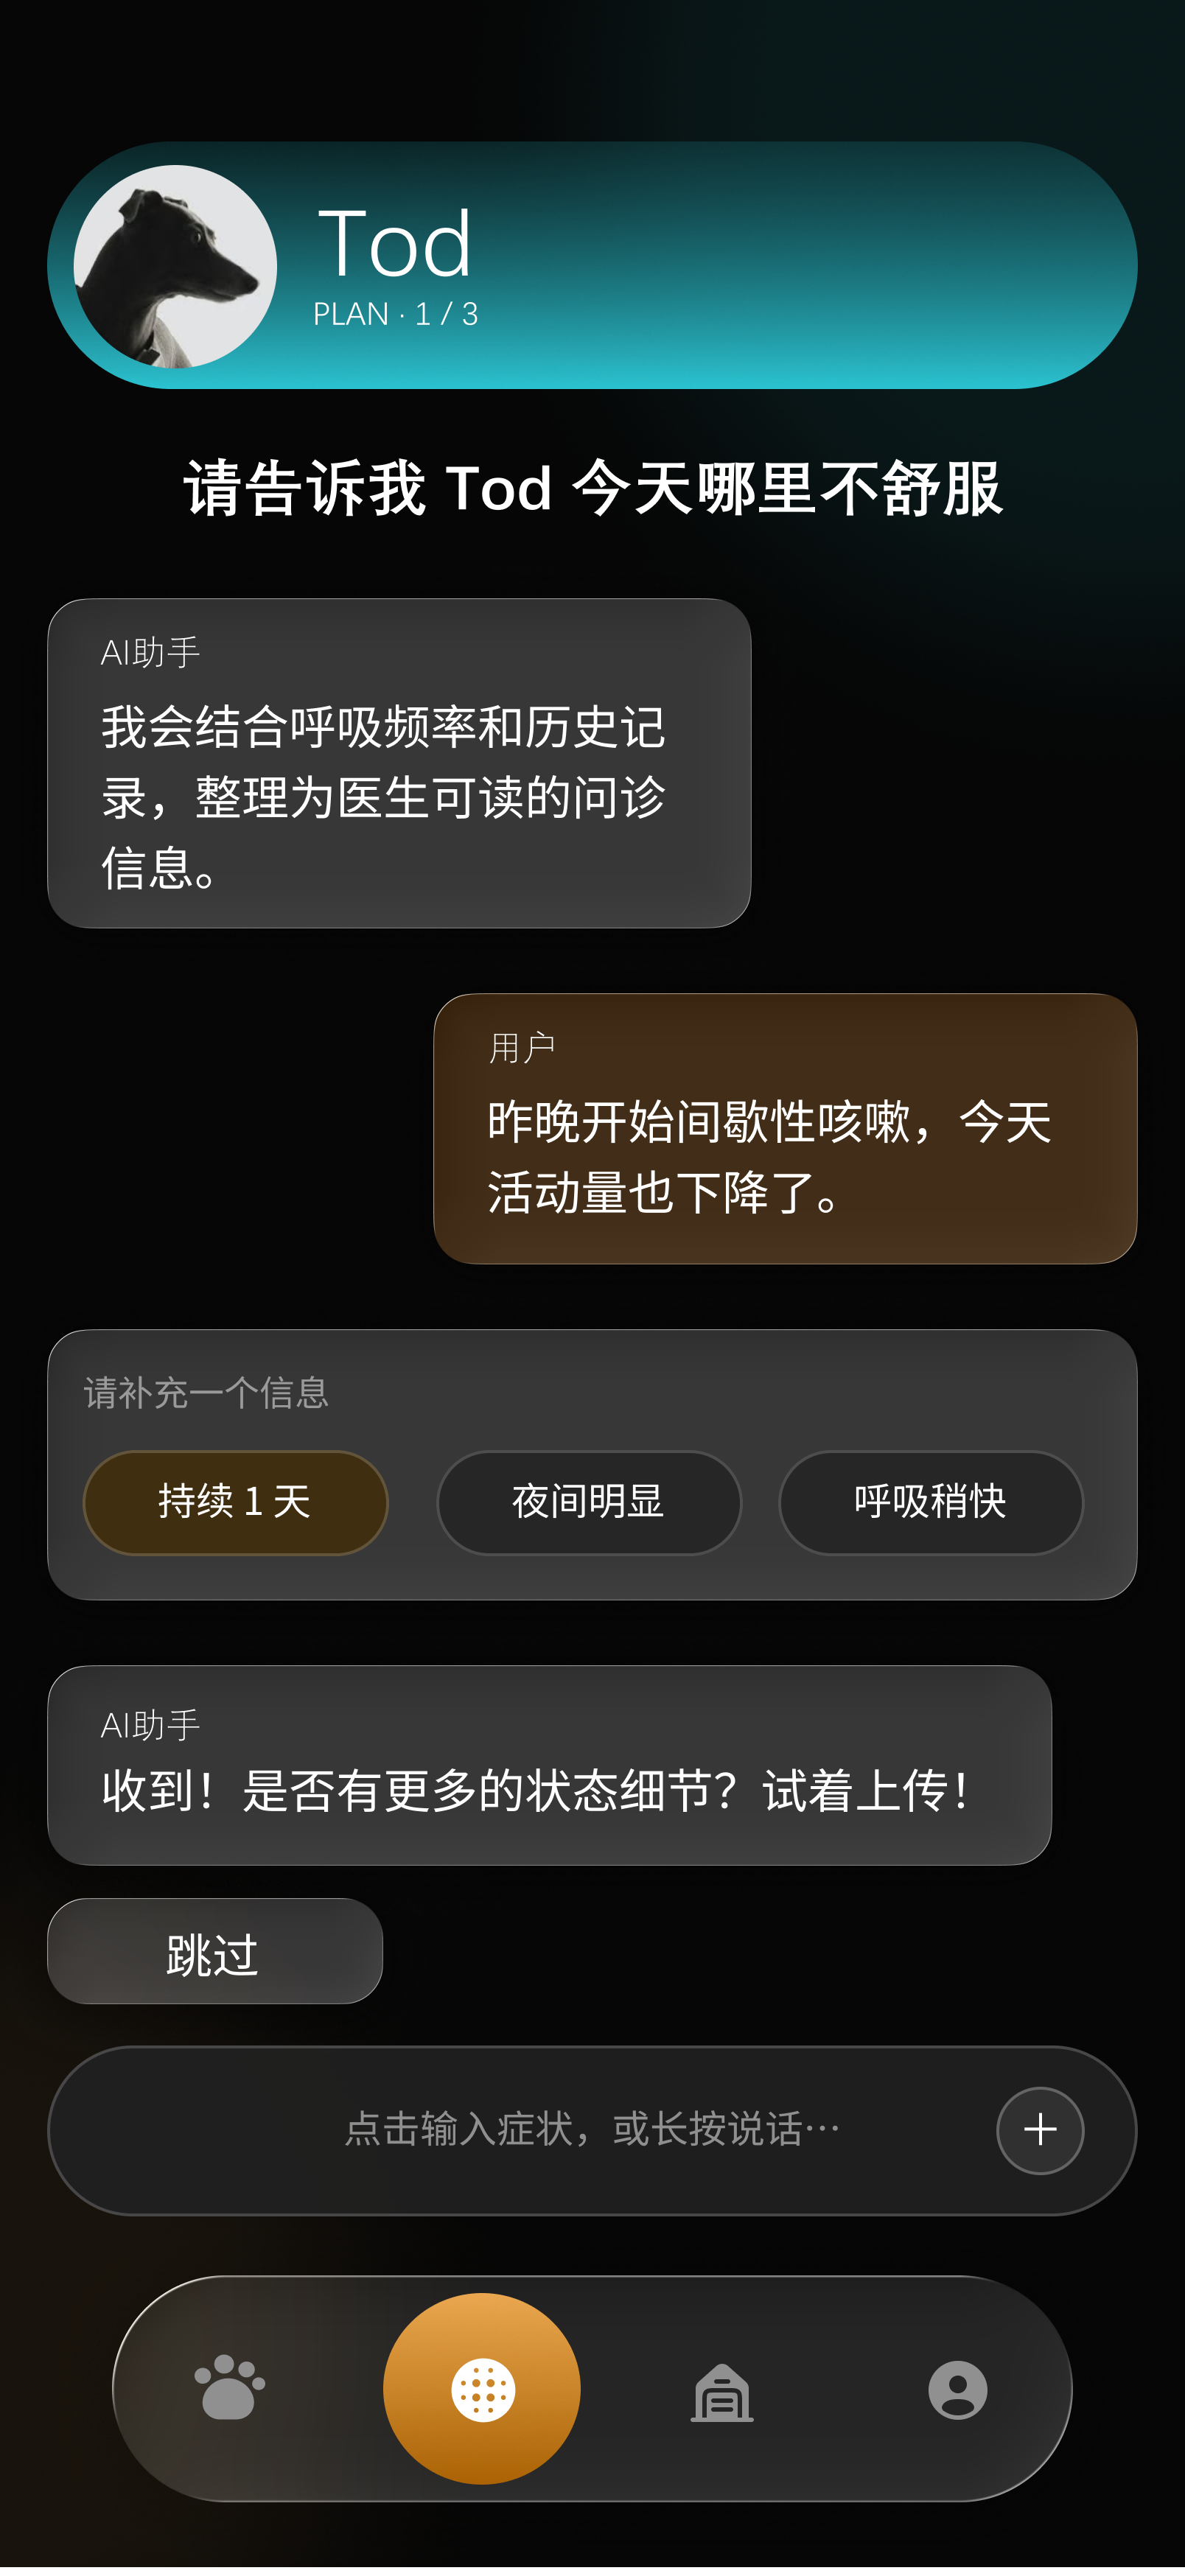 Tod
PLAN · 1 / 3
请告诉我 Tod 今天哪里不舒服
AI助手
我会结合呼吸频率和历史记
录，整理为医生可读的问诊
信息。
用户
昨晚开始间歇性咳嗽，今天
活动量也下降了。
请补充一个信息
持续 1 天
夜间明显
呼吸稍快
AI助手
收到！是否有更多的状态细节？试着上传！
跳过
点击输入症状，或长按说话…